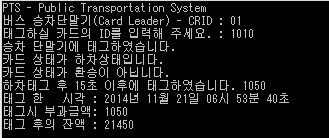 PTS - Public Transportation System
버스 승차단말기(Card Leader) - CRID : 01
태그하실 카드의 ID를 입력해 주세요. : 1010
승차 단말기에 태그하였습니다.
카드 상태가 하차상태입니다.
카드 상태가 환승이 아닙니다.
하차태그 후 15초 이후에 태그하였습니다. 1050
태그 한    시각 : 2014년 11월 21일 06시 53분 40초
태그시 부과금액: 1050
태그 후의 잔액 : 21450